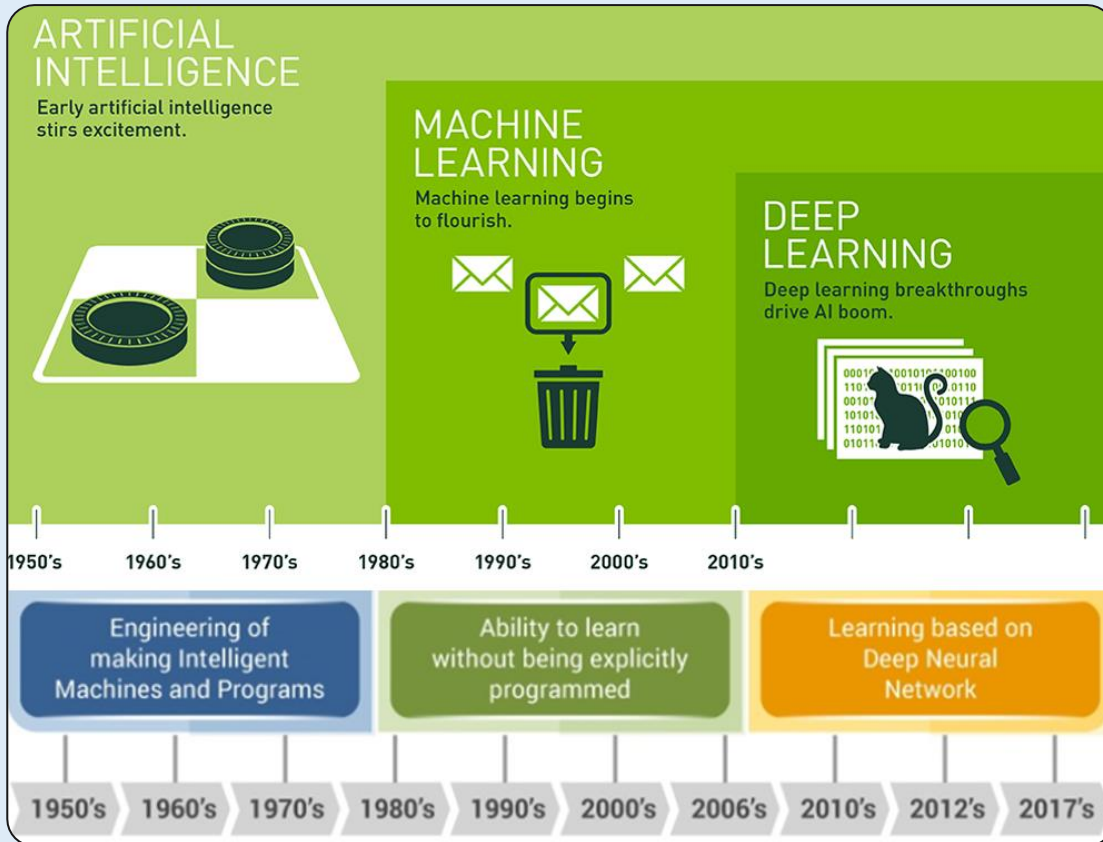 ARTIFICIAL
INTELLIGENCE
Early artificial intelligence
stirs excitement.
MACHINE
LEARNING
Machine learning begins
to flourish.
DEEP
LEARNING
Deep learning breakthroughs
drive AI boom.
1950's 1960's 1970's 1980's 1990's 2000's 2010's
Engineering of
making Intelligent
Machines and Programs
Ability to learn
without being explicitly
programmed
Learning based on
Deep Neural
Network
1950's 1960's 1970's 1980's 1990's 2000's 2006's 2010's 2012's 2017's